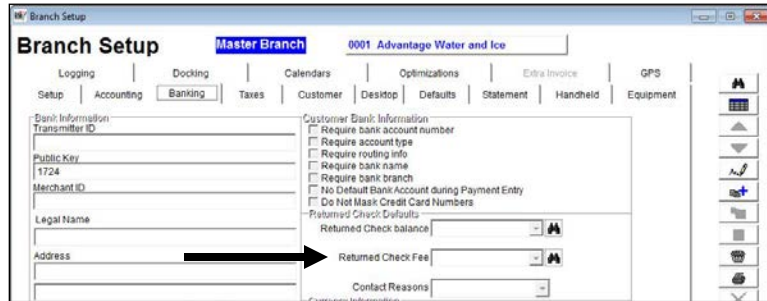 Branch Setup
Branch Setup Master Branch 0001 Advantage Water and Ice
Logging Docking Calendars Optimizations Extra Invoice GPS
Setup Accounting Banking Taxes Customer Desktop Defaults Statement Handheld Equipment
Bank Information
Transmitter ID
Public Key
1724
Merchant ID
Legal Name
Address
Customer Bank Information
Require bank account number
Require account type
Require routing info
Require bank name
Require bank branch
No Default Bank Account during Payment Entry
Do Not Mask Credit Card Numbers
Returned Check Defaults
Returned Check balance
Returned Check Fee
Contact Reasons
Currency Information